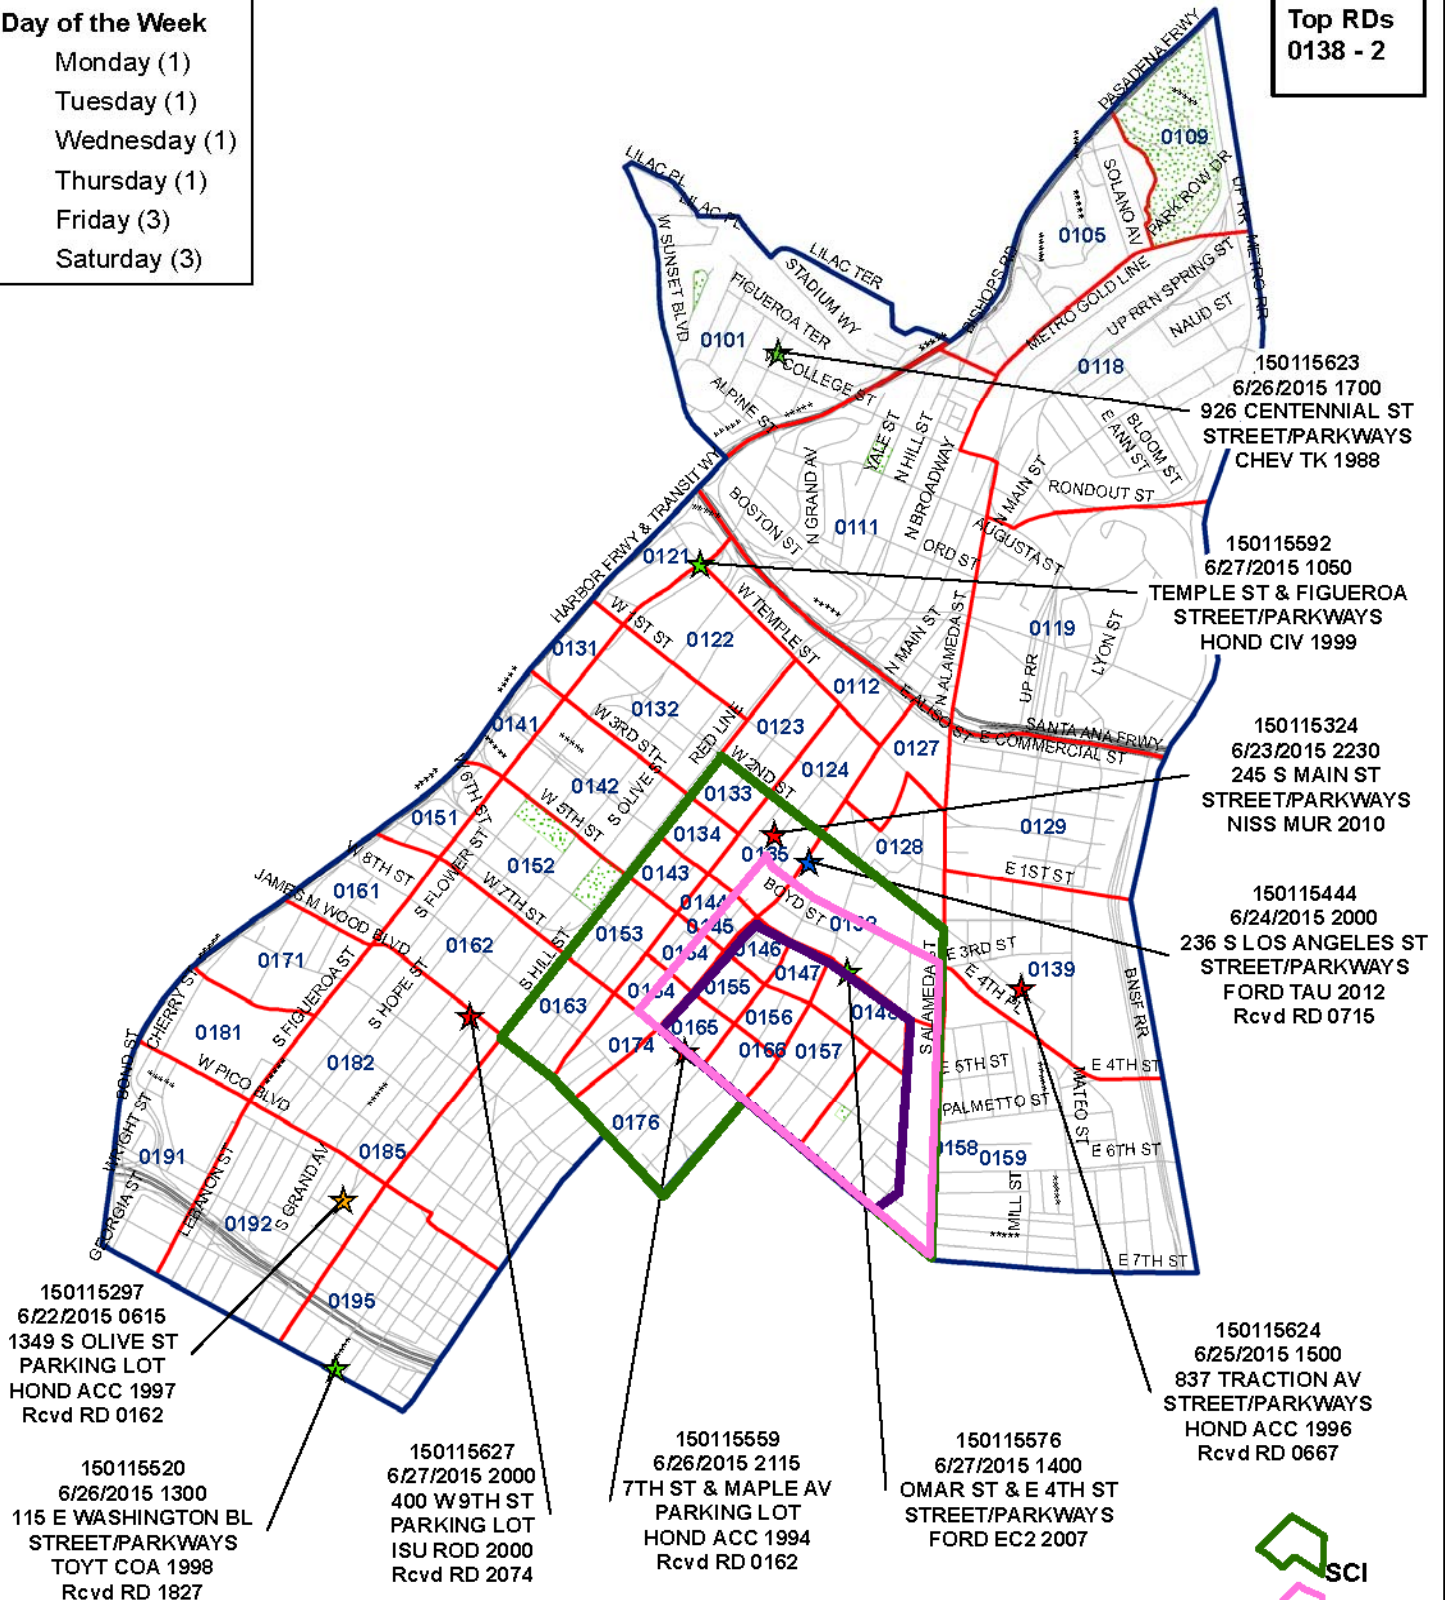 Day of the Week
Monday (1)
Tuesday (1)
Wednesday (1)
Thursday (1)
Friday (3)
Saturday (3)
Top RDs
0138 - 2
PASADENA FRWY
0109
SOLANO AV
PARK ROW DR
UP RR
0105
METRO RR
LILAC PL
LILAC PL
LILAC TER
W SUNSET BLVD
STADIUM WY
FIGUEROA TER
BISHOPS RD
METRO GOLD LINE
UP RR
N SPRING ST
NAUD ST
0101
W COLLEGE ST
ALPINE ST
0118
150115623
6/26/2015 1700
926 CENTENNIAL ST
STREET/PARKWAYS
CHEV TK 1988
YALE ST
N HILL ST
N BROADWAY
E ANN ST
BLOOM ST
N MAIN ST
RONDOUT ST
HARBOR FRWY & TRANSIT WY
BOSTON ST
N GRAND AV
0111
ORD ST
AUGUSTA ST
0121
150115592
6/27/2015 1050
TEMPLE ST & FIGUEROA
STREET/PARKWAYS
HOND CIV 1999
W TEMPLE ST
W 1ST ST
0122
0131
N MAIN ST
N ALAMEDA ST
0119
LYON ST
UP RR
0112
0132
0141
W 3RD ST
RED LINE
0123
0127
E ALISO ST
E COMMERCIAL ST
SANTA ANA FRWY
W 2ND ST
0124
150115324
6/23/2015 2230
245 S MAIN ST
STREET/PARKWAYS
NISS MUR 2010
W 6TH ST
0142
S OLIVE ST
0133
W 5TH ST
0151
0134
0135
0128
0129
W 8TH ST
S FLOWER ST
0152
0143
E 1ST ST
0161
JAMES M WOOD BLVD
W 7TH ST
0144
BOYD ST
150115444
6/24/2015 2000
236 S LOS ANGELES ST
STREET/PARKWAYS
FORD TAU 2012
Rcvd RD 0715
0145
0153
0162
0171
S HILL ST
0146
0147
E 3RD ST
E 4TH PL
0139
S FIGUEROA ST
S HOPE ST
CHERRY ST
0155
0163
0148
S ALAMEDA ST
BNSF RR
0181
0165
0156
0174
0166
0157
0182
BOND ST
W PICO BLVD
E 5TH ST
E 4TH ST
PALMETTO ST
MATEO ST
0176
WRIGHT ST
0191
0185
0158
0159
E 6TH ST
GEORGIA ST
LEBANON ST
S GRAND AV
0192
MILL ST
E 7TH ST
150115297
6/22/2015 0615
1349 S OLIVE ST
PARKING LOT
HOND ACC 1997
Rcvd RD 0162
0195
150115624
6/25/2015 1500
837 TRACTION AV
STREET/PARKWAYS
HOND ACC 1996
Rcvd RD 0667
150115520
6/26/2015 1300
115 E WASHINGTON BL
STREET/PARKWAYS
TOYT COA 1998
Rcvd RD 1827
150115627
6/27/2015 2000
400 W 9TH ST
PARKING LOT
ISU ROD 2000
Rcvd RD 2074
150115559
6/26/2015 2115
7TH ST & MAPLE AV
PARKING LOT
HOND ACC 1994
Rcvd RD 0162
150115576
6/27/2015 1400
OMAR ST & E 4TH ST
STREET/PARKWAYS
FORD EC2 2007
SCI